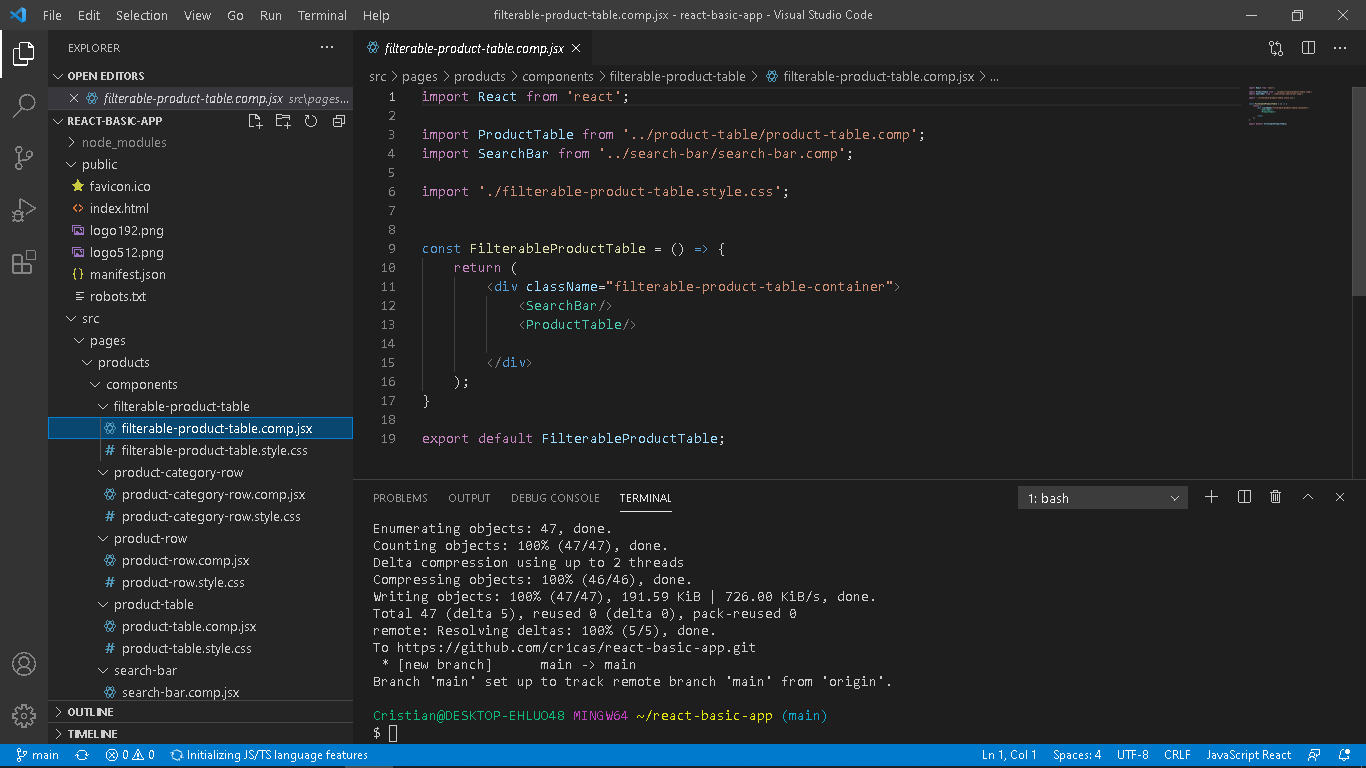 File Edit Selection View Go Run Terminal Help filterable-product-table.comp.jsx - react-basic-app - Visual Studio Code
EXPLORER
OPEN EDITORS
filterable-product-table.comp.jsx src\pages...
REACT-BASIC-APP
node_modules
public
favicon.ico
index.html
logo192.png
logo512.png
manifest.json
robots.txt
src
pages
products
components
filterable-product-table
filterable-product-table.comp.jsx
filterable-product-table.style.css
product-category-row
product-category-row.comp.jsx
product-category-row.style.css
product-row
product-row.comp.jsx
product-row.style.css
product-table
product-table.comp.jsx
product-table.style.css
search-bar
search-bar.comp.jsx
OUTLINE
TIMELINE
filterable-product-table.comp.jsx
src > pages > products > components > filterable-product-table > filterable-product-table.comp.jsx > ...
1 import React from 'react';
2
3 import ProductTable from '../product-table/product-table.comp';
4 import SearchBar from '../search-bar/search-bar.comp';
5
6 import './filterable-product-table.style.css';
7
8
9 const FilterableProductTable = () => {
10 return (
11 <div className="filterable-product-table-container">
12 <SearchBar/>
13 <ProductTable/>
14
15 </div>
16 );
17 }
18
19 export default FilterableProductTable;
PROBLEMS OUTPUT DEBUG CONSOLE TERMINAL 1: bash
Enumerating objects: 47, done.
Counting objects: 100% (47/47), done.
Delta compression using up to 2 threads
Compressing objects: 100% (46/46), done.
Writing objects: 100% (47/47), 191.59 KiB | 726.00 KiB/s, done.
Total 47 (delta 5), reused 0 (delta 0), pack-reused 0
remote: Resolving deltas: 100% (5/5), done.
To https://github.com/cr1cas/react-basic-app.git
* [new branch] main -> main
Branch 'main' set up to track remote branch 'main' from 'origin'.
Cristian@DESKTOP-EHLUO48 MINGW64 ~/react-basic-app (main)
$
main 0 0 Initializing JS/TS language features Ln 1, Col 1 Spaces: 4 UTF-8 CRLF JavaScript React